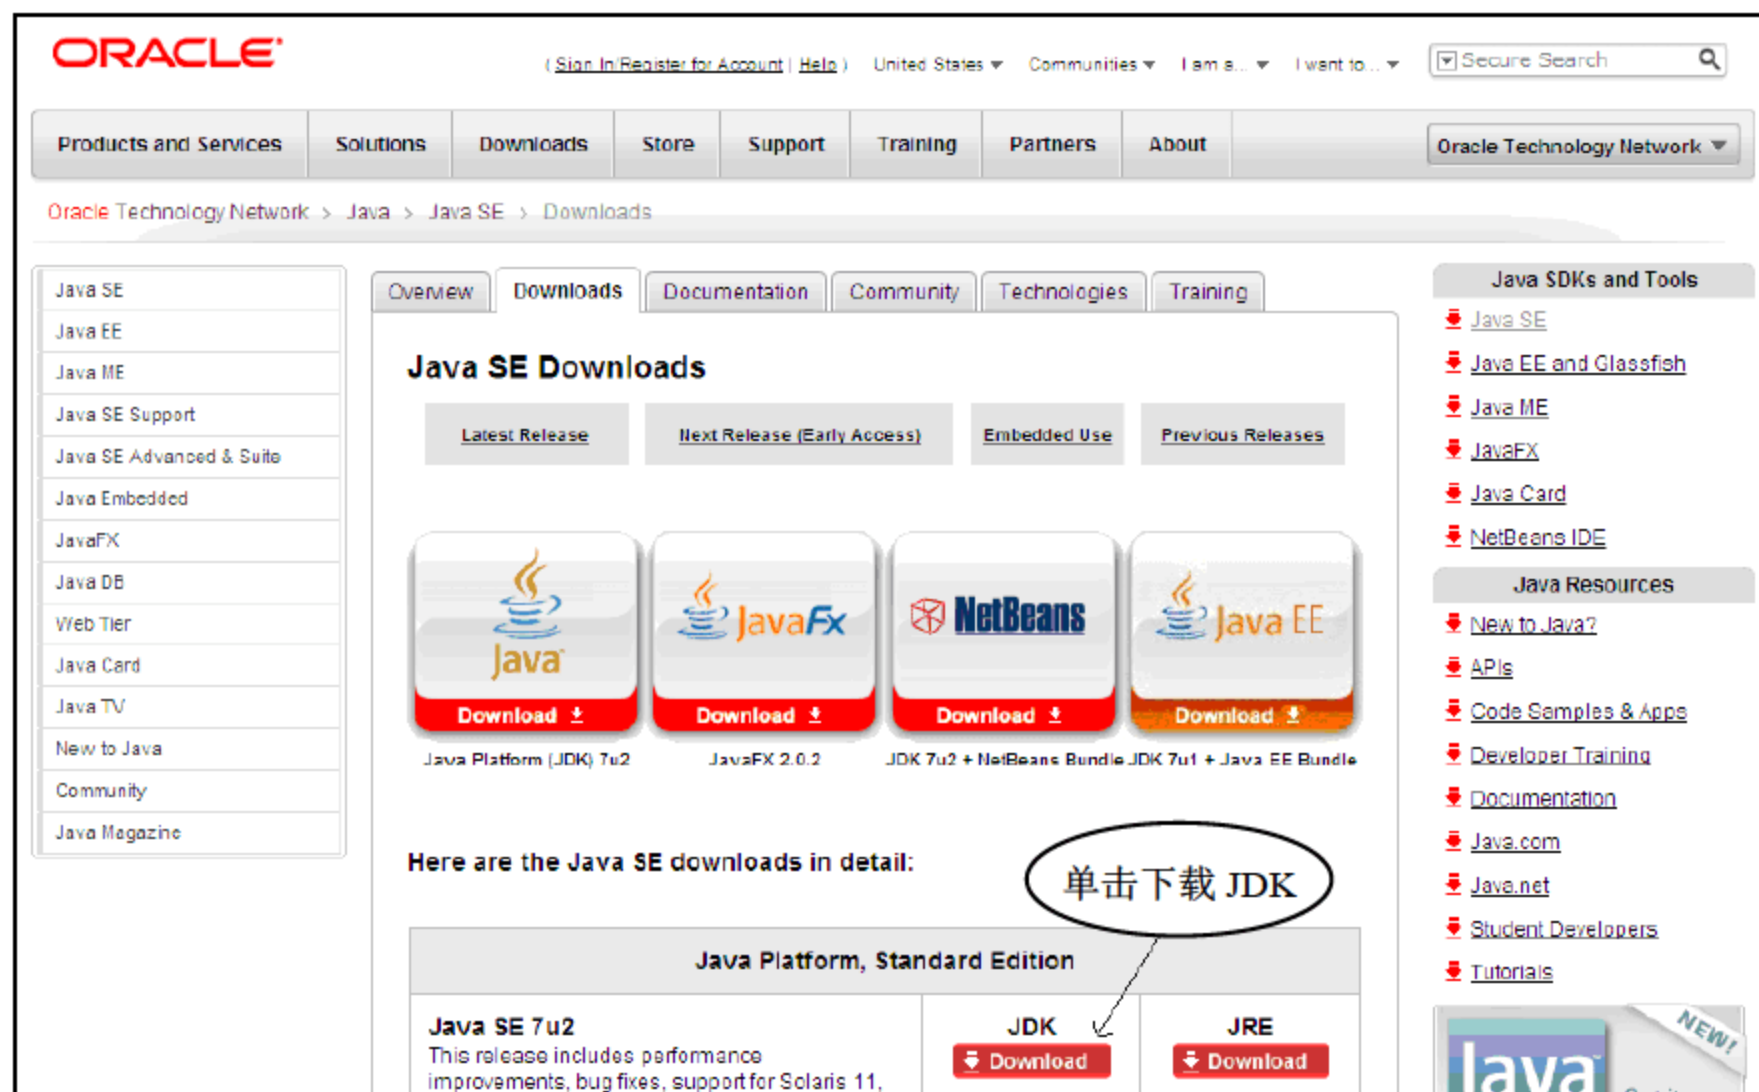 ORACLE
( Sign In/Register for Account | Help ) United States Communities I am a... I want to... Secure Search
Products and Services Solutions Downloads Store Support Training Partners About Oracle Technology Network
Oracle Technology Network > Java > Java SE > Downloads
Java SE
Java EE
Java ME
Java SE Support
Java SE Advanced & Suite
Java Embedded
JavaFX
Java DB
Web Tier
Java Card
Java TV
New to Java
Community
Java Magazine
Overview Downloads Documentation Community Technologies Training
Java SE Downloads
Latest Release Next Release (Early Access) Embedded Use Previous Releases
Java JavaFX NetBeans Java EE
Download Download Download Download
Java Platform (JDK) 7u2 JavaFX 2.0.2 JDK 7u2 + NetBeans Bundle JDK 7u1 + Java EE Bundle
Here are the Java SE downloads in detail:
单击下载 JDK
Java Platform, Standard Edition
Java SE 7u2
This release includes performance
improvements, bug fixes, support for Solaris 11,
JDK
Download
JRE
Download
Java SDKs and Tools
Java SE
Java EE and Glassfish
Java ME
JavaFX
Java Card
NetBeans IDE
Java Resources
New to Java?
APIs
Code Samples & Apps
Developer Training
Documentation
Java.com
Java.net
Student Developers
Tutorials
NEW!
Java